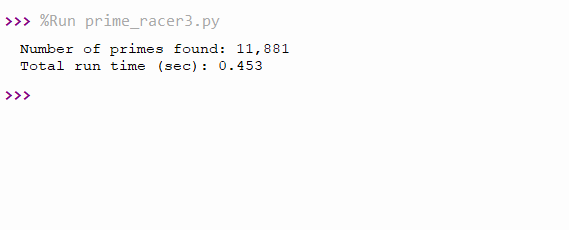 >>> %Run prime_racer3.py
Number of primes found: 11,881
Total run time (sec): 0.453
>>>